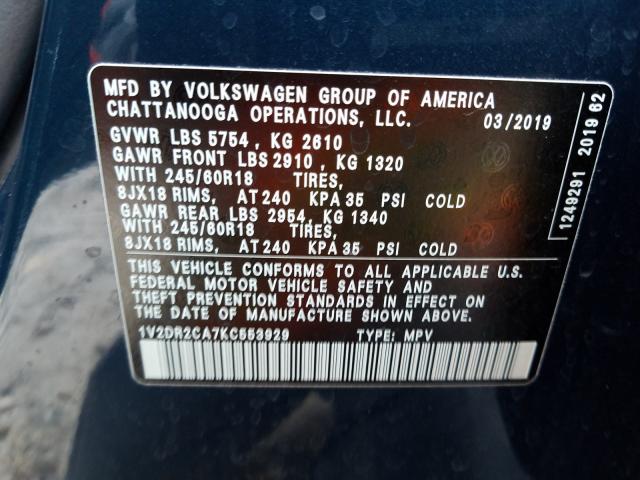 MFD BY VOLKSWAGEN GROUP OF AMERICA
CHATTANOOGA OPERATIONS, LLC. 03/2019
GVWR LBS 5754 , KG 2610
GAWR FRONT LBS 2910 , KG 1320
WITH 245/60R18 TIRES,
8JX18 RIMS, AT 240 KPA 35 PSI COLD
GAWR REAR LBS 2954, KG 1340
WITH 245/60R18 TIRES,
8JX18 RIMS, AT 240 KPA 35 PSI COLD
THIS VEHICLE CONFORMS TO ALL APPLICABLE U.S.
FEDERAL MOTOR VEHICLE SAFETY AND
THEFT PREVENTION STANDARDS IN EFFECT ON
THE DATE OF MANUFACTURE SHOWN ABOVE.
1V2DR2CA7KC553929 TYPE: MPV
1249291 2019 62